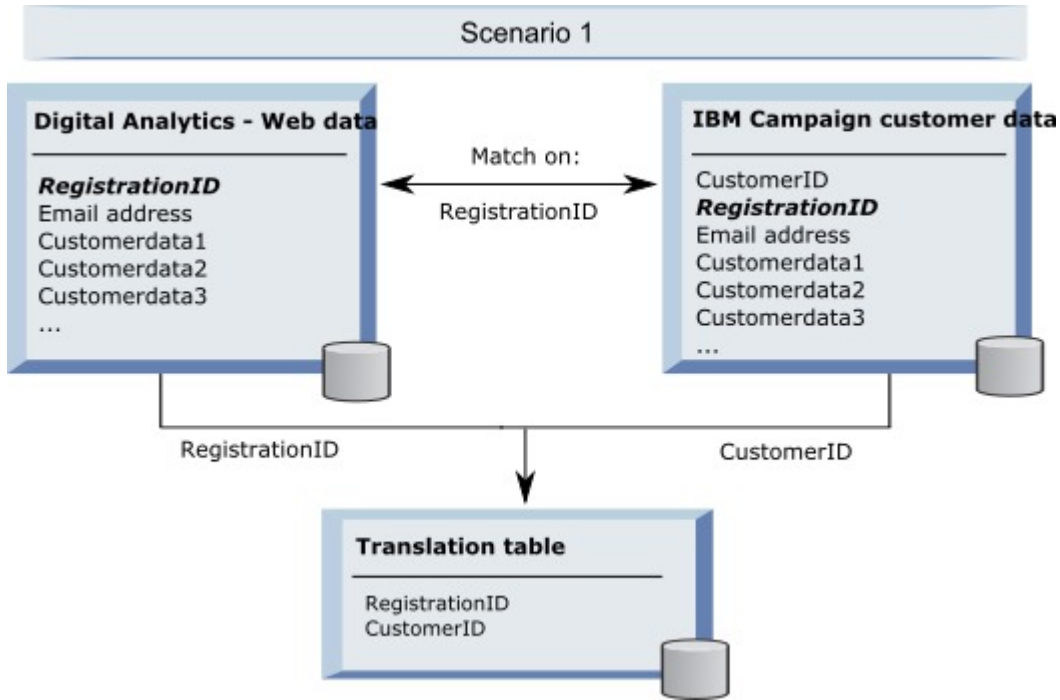 Scenario 1
Digital Analytics - Web data
RegistrationID
Email address
Customerdata1
Customerdata2
Customerdata3
...
Match on:
RegistrationID
IBM Campaign customer data
CustomerID
RegistrationID
Email address
Customerdata1
Customerdata2
Customerdata3
...
RegistrationID
CustomerID
Translation table
RegistrationID
CustomerID